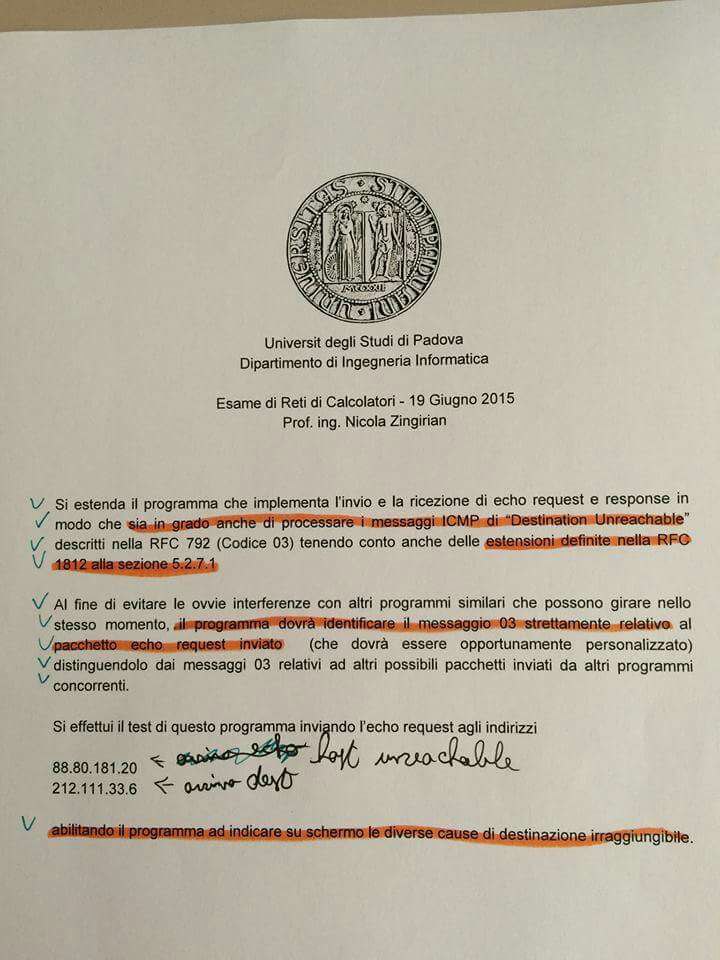 UNIVERSITAS STUDII PADUANI
MCCXXII
Universit degli Studi di Padova
Dipartimento di Ingegneria Informatica
Esame di Reti di Calcolatori - 19 Giugno 2015
Prof. ing. Nicola Zingirian
Si estenda il programma che implementa l'invio e la ricezione di echo request e response in
modo che sia in grado anche di processare i messaggi ICMP di "Destination Unreachable"
descritti nella RFC 792 (Codice 03) tenendo conto anche delle estensioni definite nella RFC
1812 alla sezione 5.2.7.1
Al fine di evitare le ovvie interferenze con altri programmi similari che possono girare nello
stesso momento, il programma dovrà identificare il messaggio 03 strettamente relativo al
pacchetto echo request inviato (che dovrà essere opportunamente personalizzato)
distinguendolo dai messaggi 03 relativi ad altri possibili pacchetti inviati da altri programmi
concorrenti.
Si effettui il test di questo programma inviando l'echo request agli indirizzi
88.80.181.20 ← host unreachable
212.111.33.6 ← arriva dest
abilitando il programma ad indicare su schermo le diverse cause di destinazione irraggiungibile.